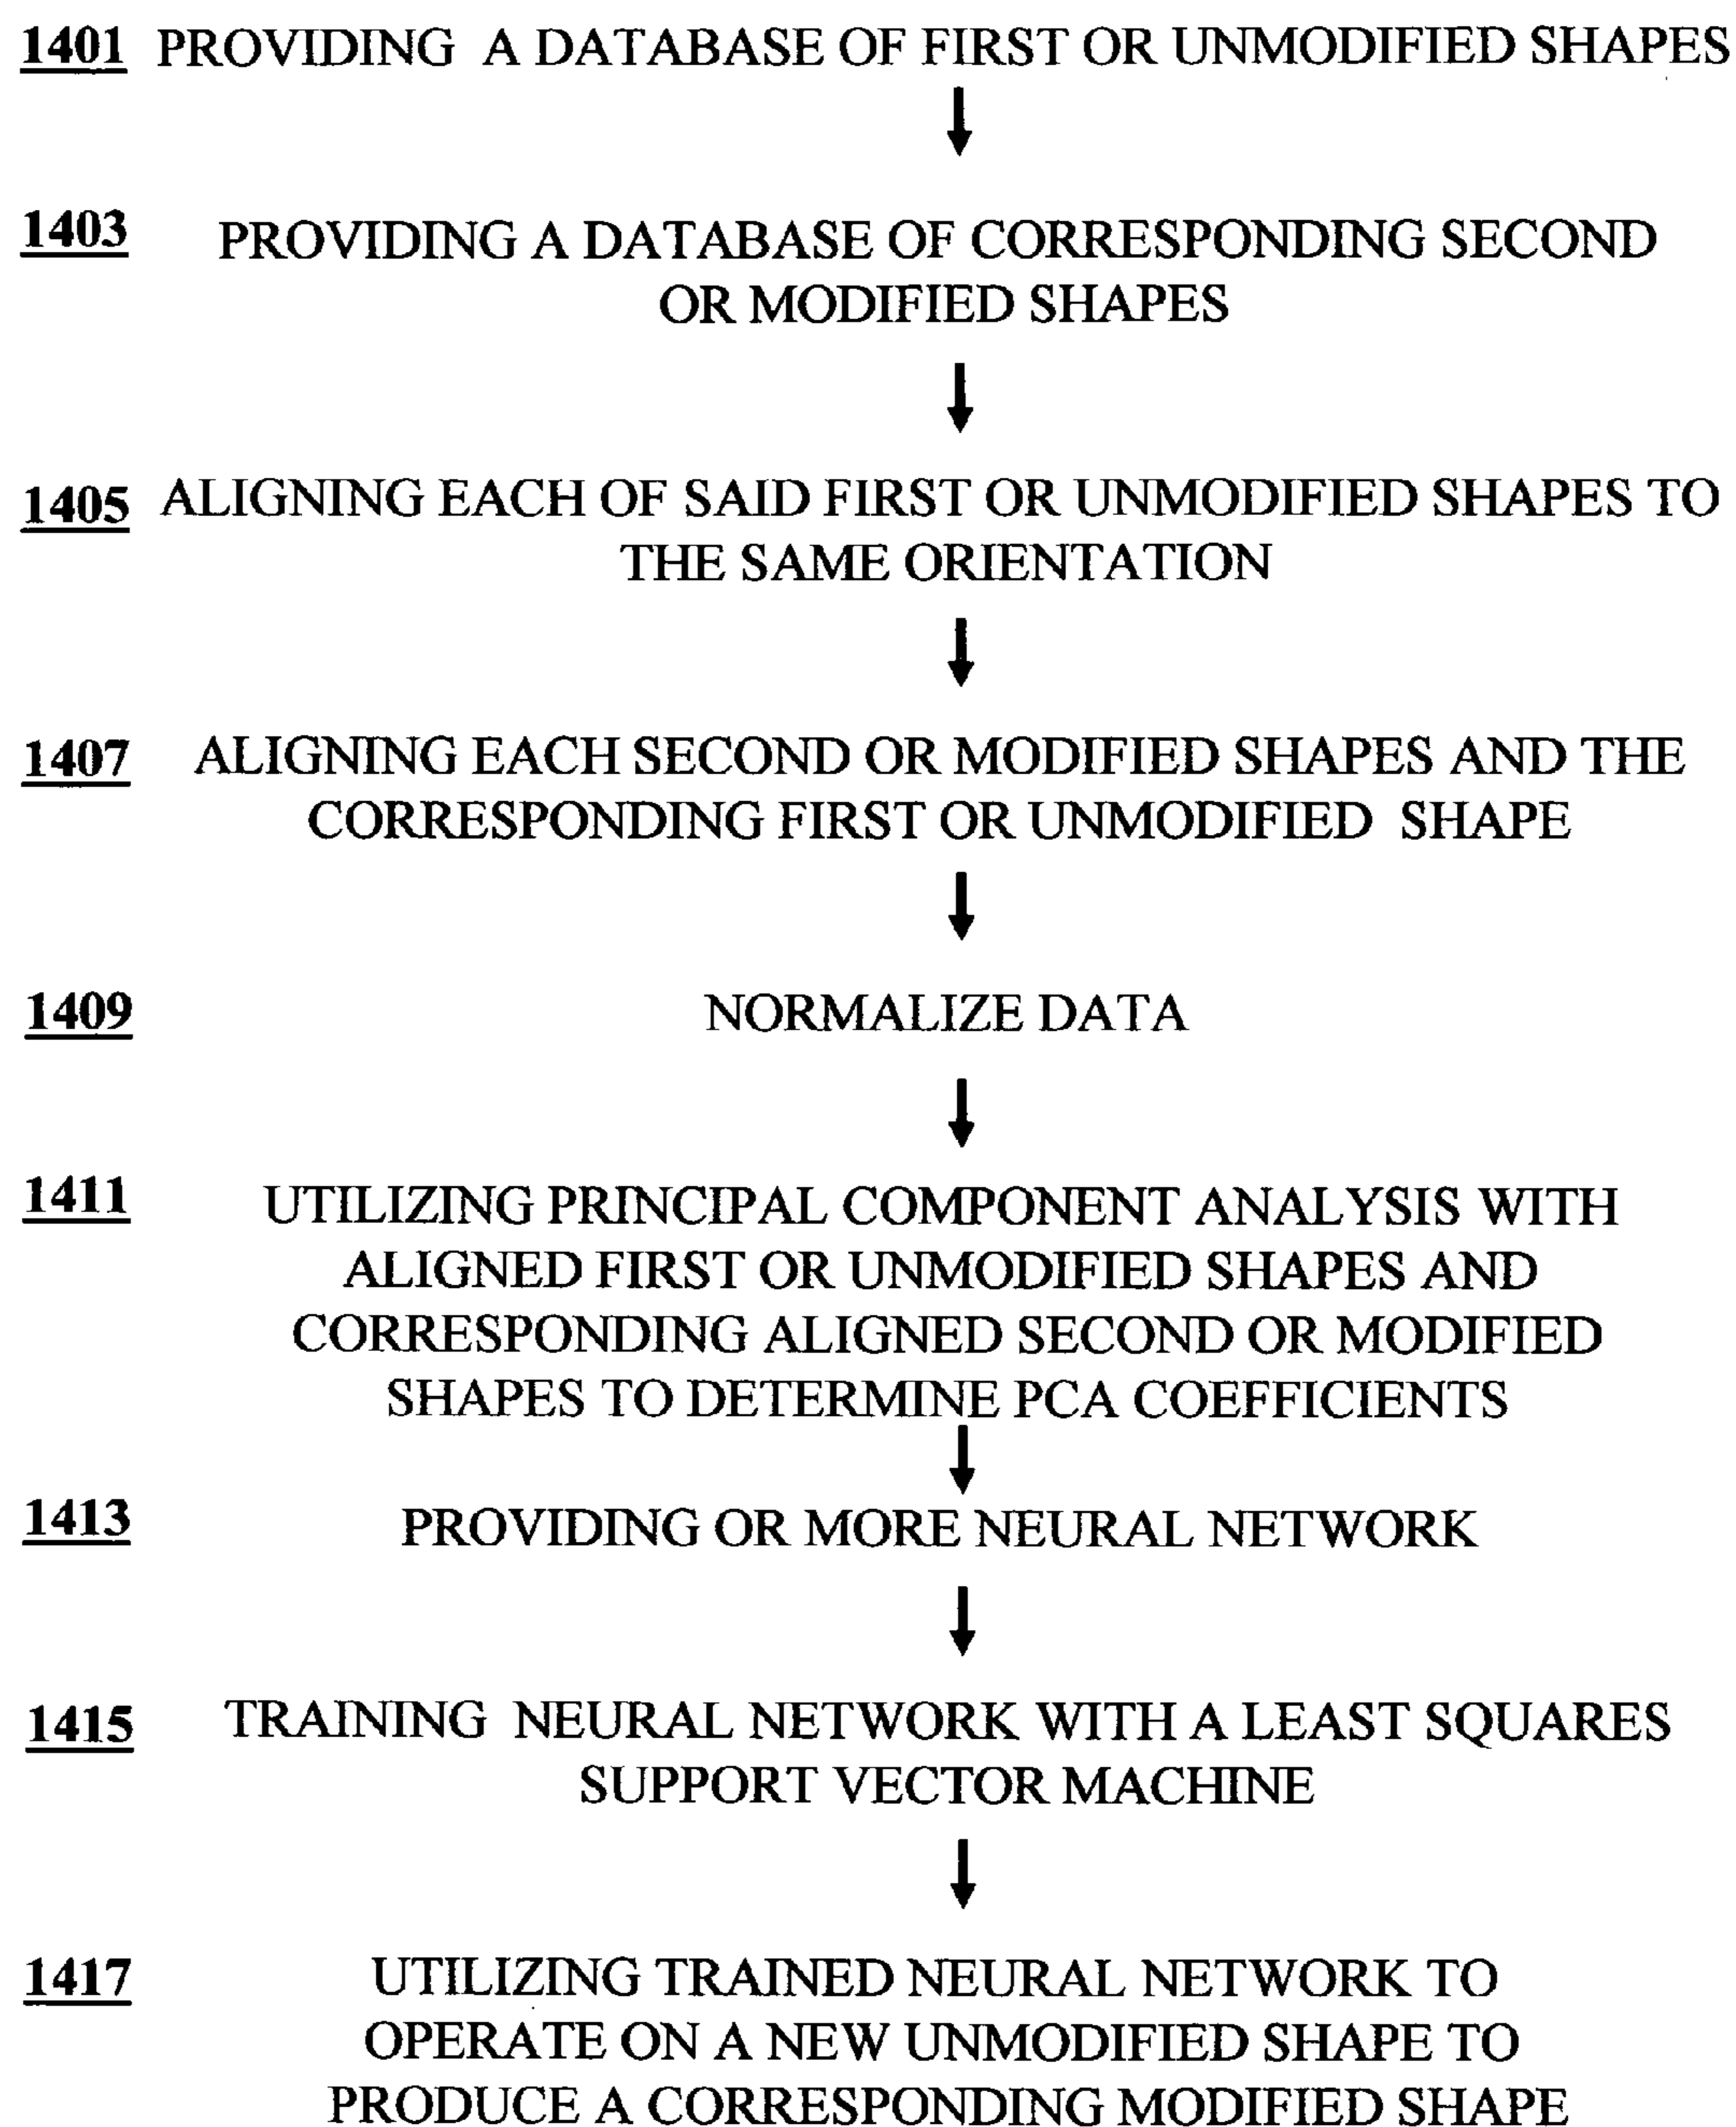 1401 PROVIDING A DATABASE OF FIRST OR UNMODIFIED SHAPES
1403 PROVIDING A DATABASE OF CORRESPONDING SECOND
OR MODIFIED SHAPES
1405 ALIGNING EACH OF SAID FIRST OR UNMODIFIED SHAPES TO
THE SAME ORIENTATION
1407 ALIGNING EACH SECOND OR MODIFIED SHAPES AND THE
CORRESPONDING FIRST OR UNMODIFIED SHAPE
1409 NORMALIZE DATA
1411 UTILIZING PRINCIPAL COMPONENT ANALYSIS WITH
ALIGNED FIRST OR UNMODIFIED SHAPES AND
CORRESPONDING ALIGNED SECOND OR MODIFIED
SHAPES TO DETERMINE PCA COEFFICIENTS
1413 PROVIDING OR MORE NEURAL NETWORK
1415 TRAINING NEURAL NETWORK WITH A LEAST SQUARES
SUPPORT VECTOR MACHINE
1417 UTILIZING TRAINED NEURAL NETWORK TO
OPERATE ON A NEW UNMODIFIED SHAPE TO
PRODUCE A CORRESPONDING MODIFIED SHAPE